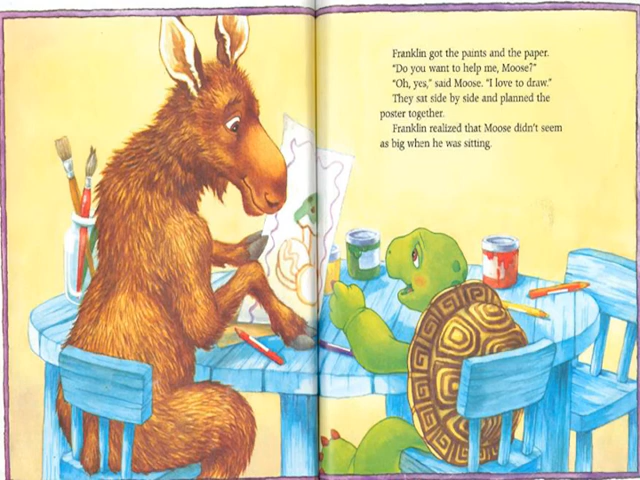 Franklin got the paints and the paper.
"Do you want to help me, Moose?"
"Oh, yes," said Moose. "I love to draw."
They sat side by side and planned the
poster together.
Franklin realized that Moose didn't seem
as big when he was sitting.